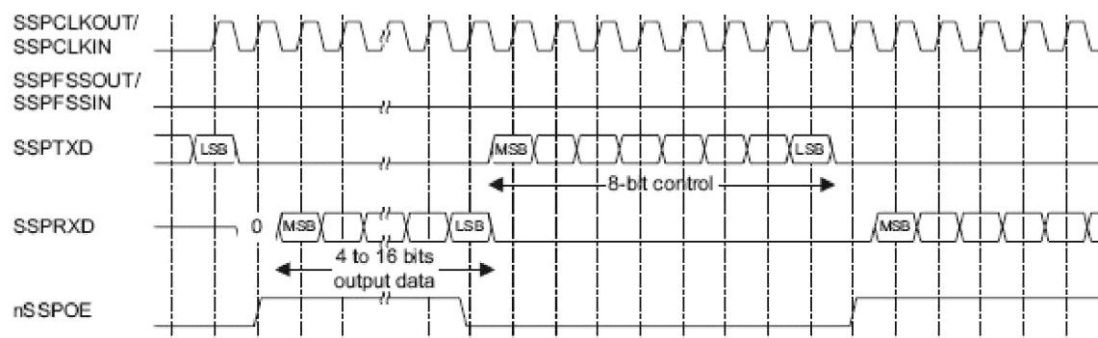 SSPCLKOUT/
SSPCLKIN
SSPFSSOUT/
SSPFSSIN
SSPTXD
LSB
MSB
LSB
8-bit control
SSPRXD
0
MSB
LSB
MSB
4 to 16 bits
output data
nSSPOE